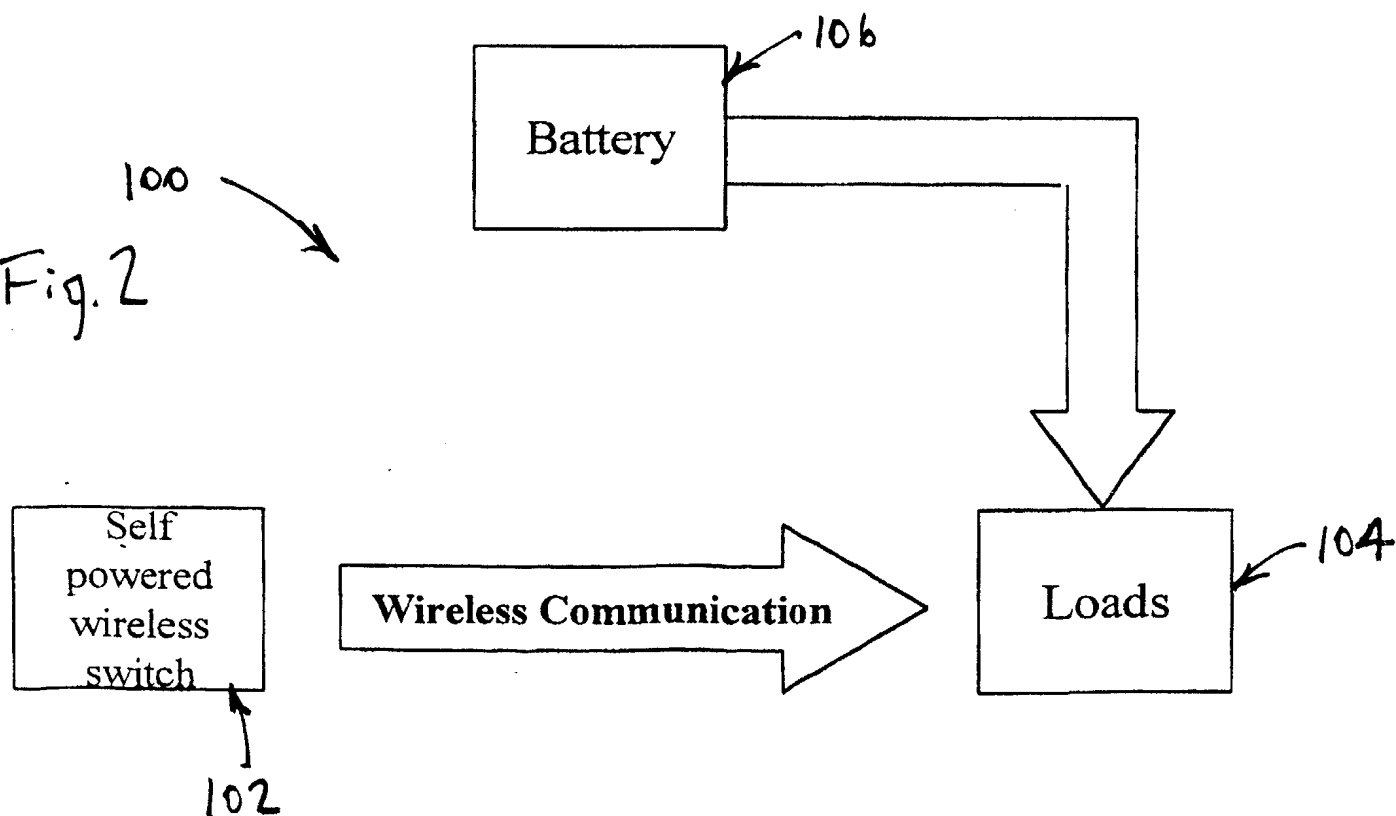 106
Battery
100
Fig. 2
Self
powered
wireless
switch
Wireless Communication
Loads
104
102